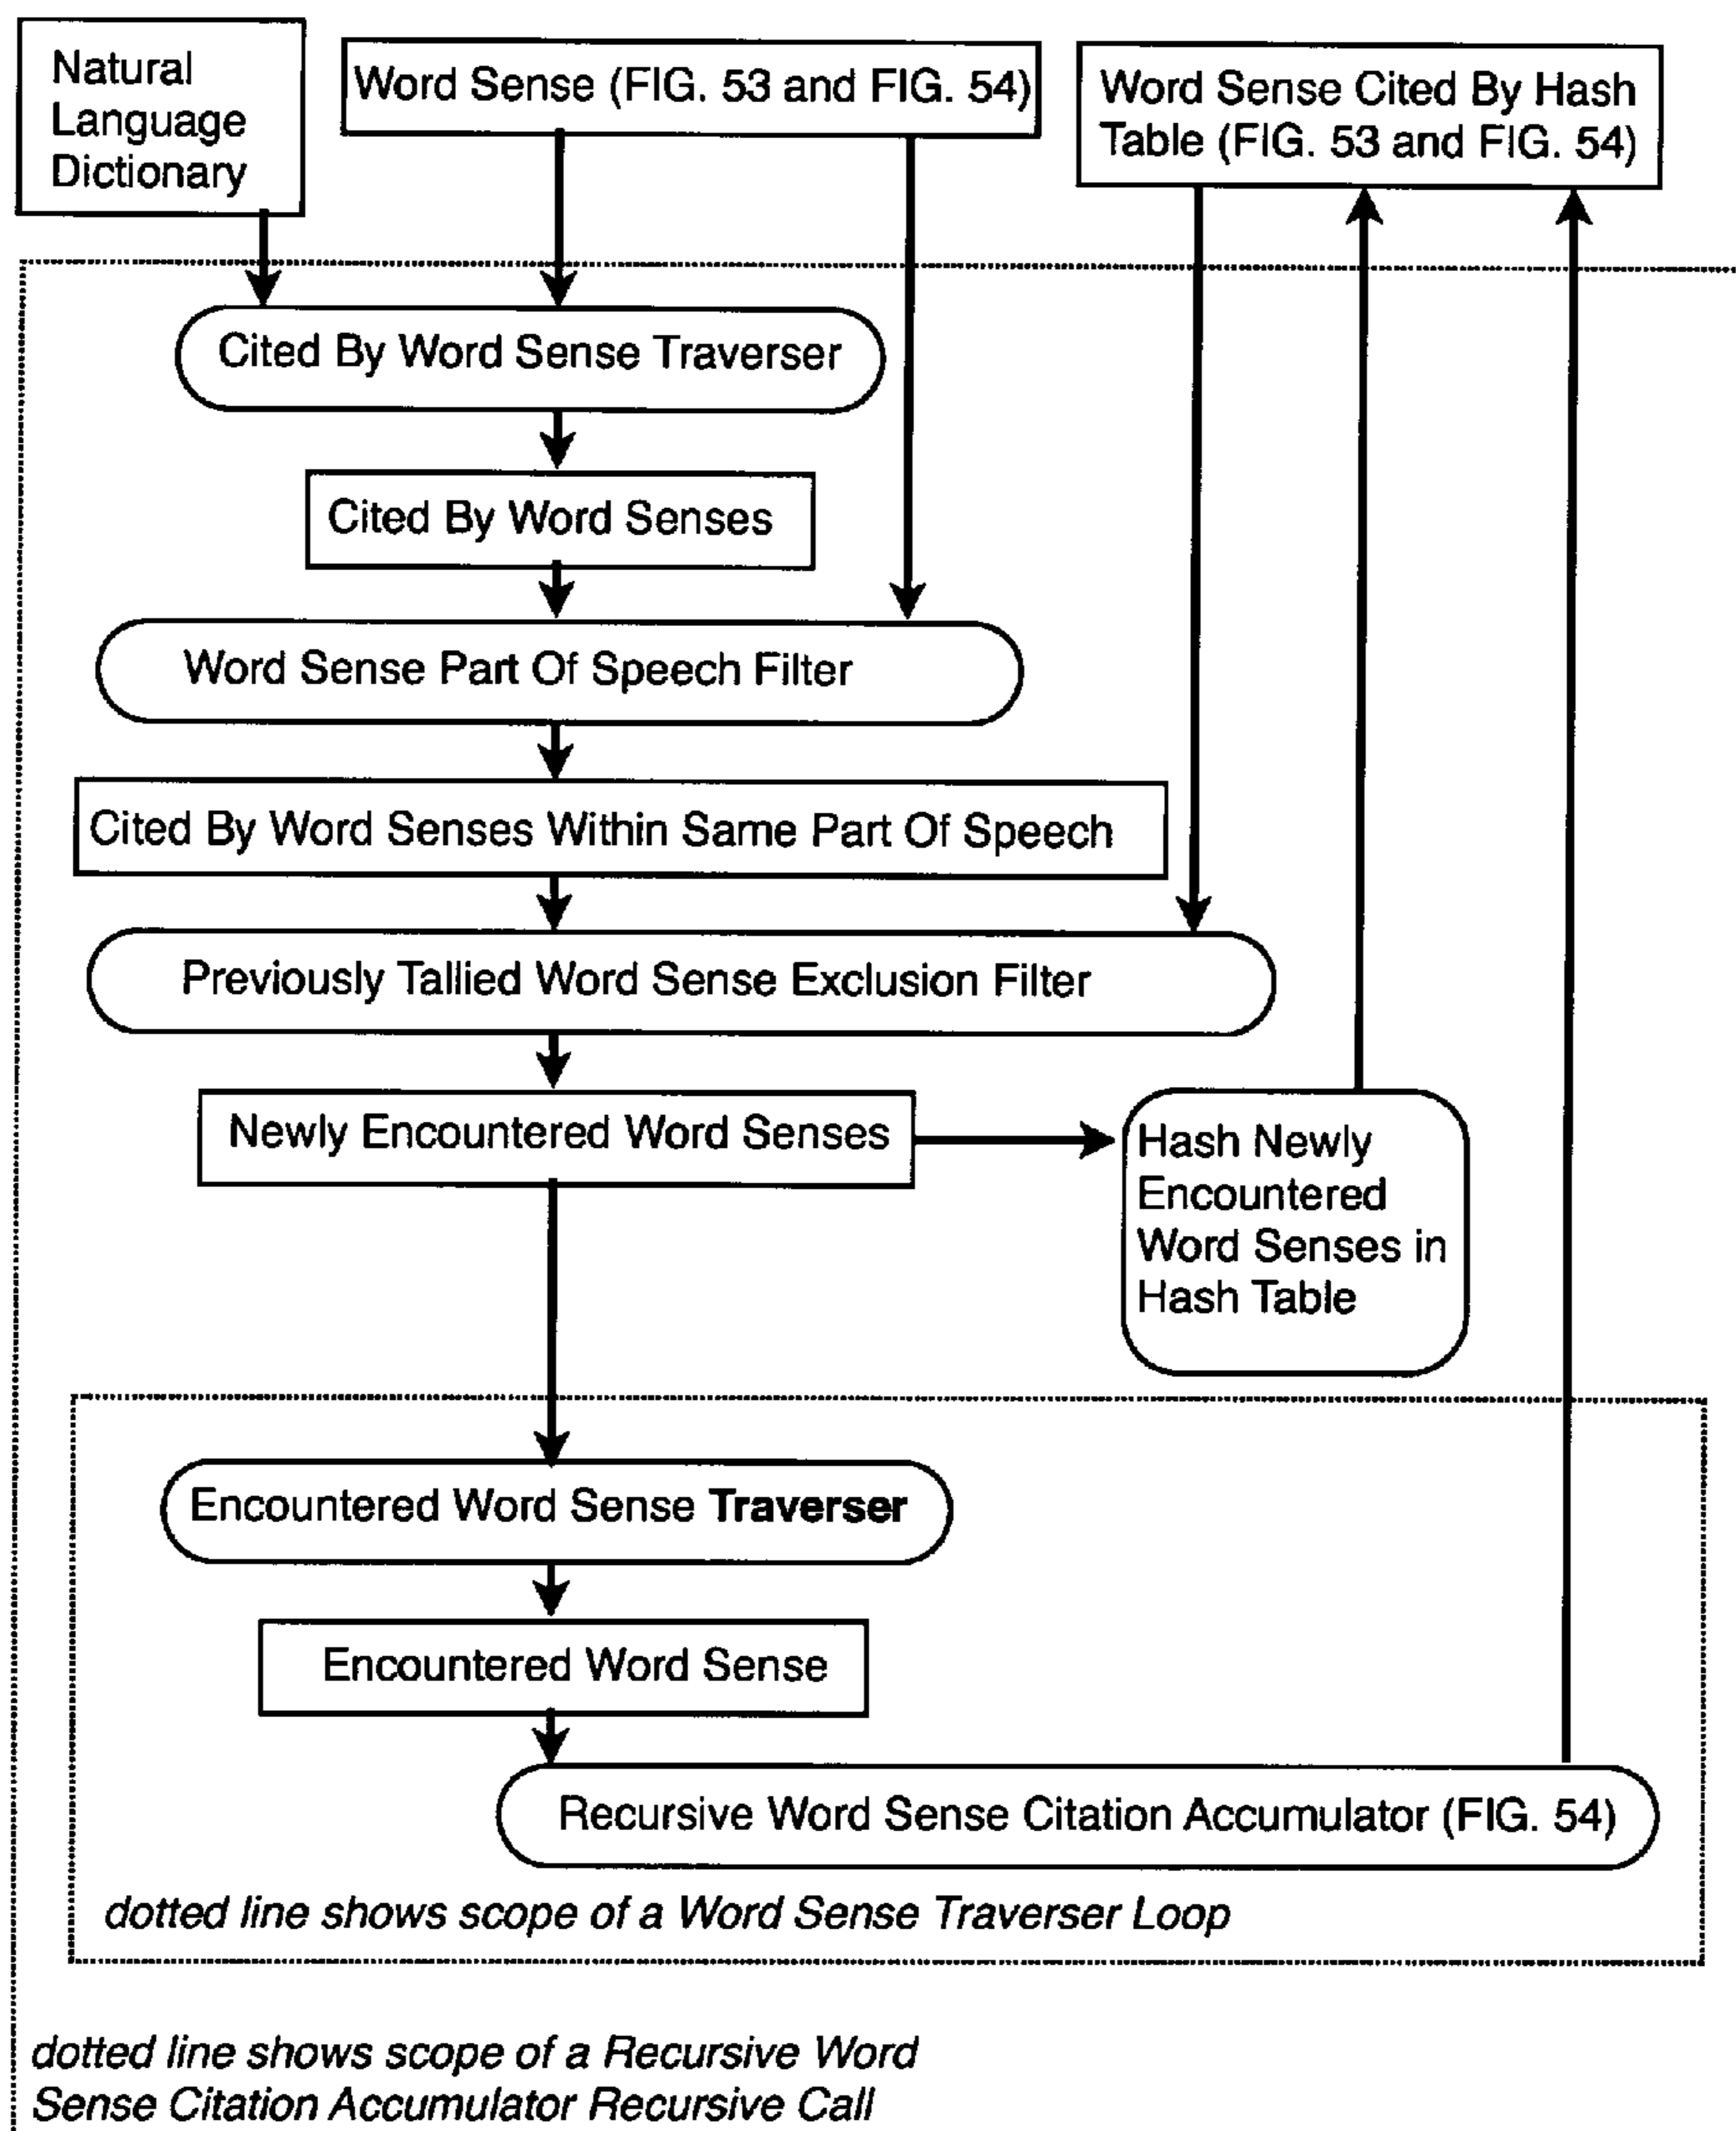 Natural
Language
Dictionary
Word Sense (FIG. 53 and FIG. 54)
Word Sense Cited By Hash
Table (FIG. 53 and FIG. 54)
Cited By Word Sense Traverser
Cited By Word Senses
Word Sense Part Of Speech Filter
Cited By Word Senses Within Same Part Of Speech
Previously Tallied Word Sense Exclusion Filter
Newly Encountered Word Senses
Hash Newly
Encountered
Word Senses in
Hash Table
Encountered Word Sense Traverser
Encountered Word Sense
Recursive Word Sense Citation Accumulator (FIG. 54)
dotted line shows scope of a Word Sense Traverser Loop
dotted line shows scope of a Recursive Word
Sense Citation Accumulator Recursive Call